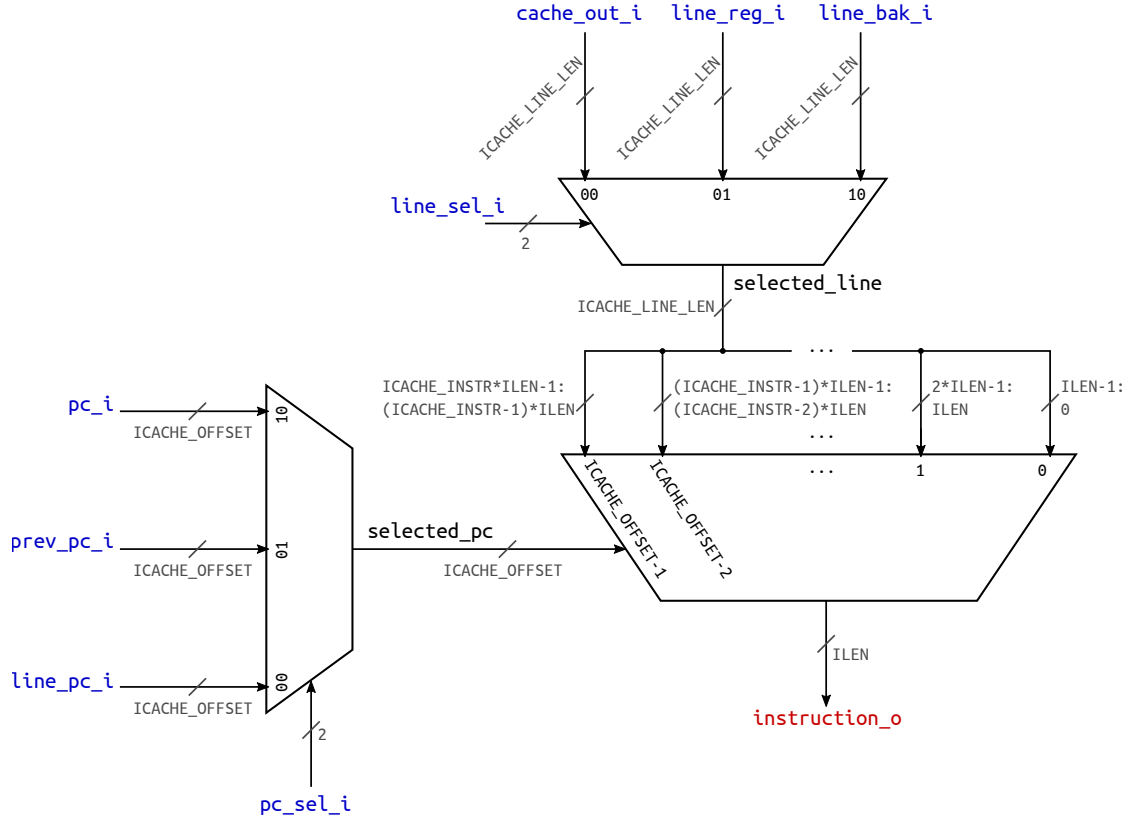 cache_out_i line_reg_i line_bak_i
ICACHE_LINE_LEN ICACHE_LINE_LEN ICACHE_LINE_LEN
00 01 10
line_sel_i
2
selected_line
ICACHE_LINE_LEN
...
ICACHE_INSTR*ILEN-1: (ICACHE_INSTR-1)*ILEN-1: 2*ILEN-1: ILEN-1:
(ICACHE_INSTR-1)*ILEN (ICACHE_INSTR-2)*ILEN ILEN 0
...
ICACHE_OFFSET-1 ICACHE_OFFSET-2 ... 1 0
pc_i
ICACHE_OFFSET
10
prev_pc_i
ICACHE_OFFSET
01
line_pc_i
ICACHE_OFFSET
00
2
pc_sel_i
selected_pc
ICACHE_OFFSET
ILEN
instruction_o